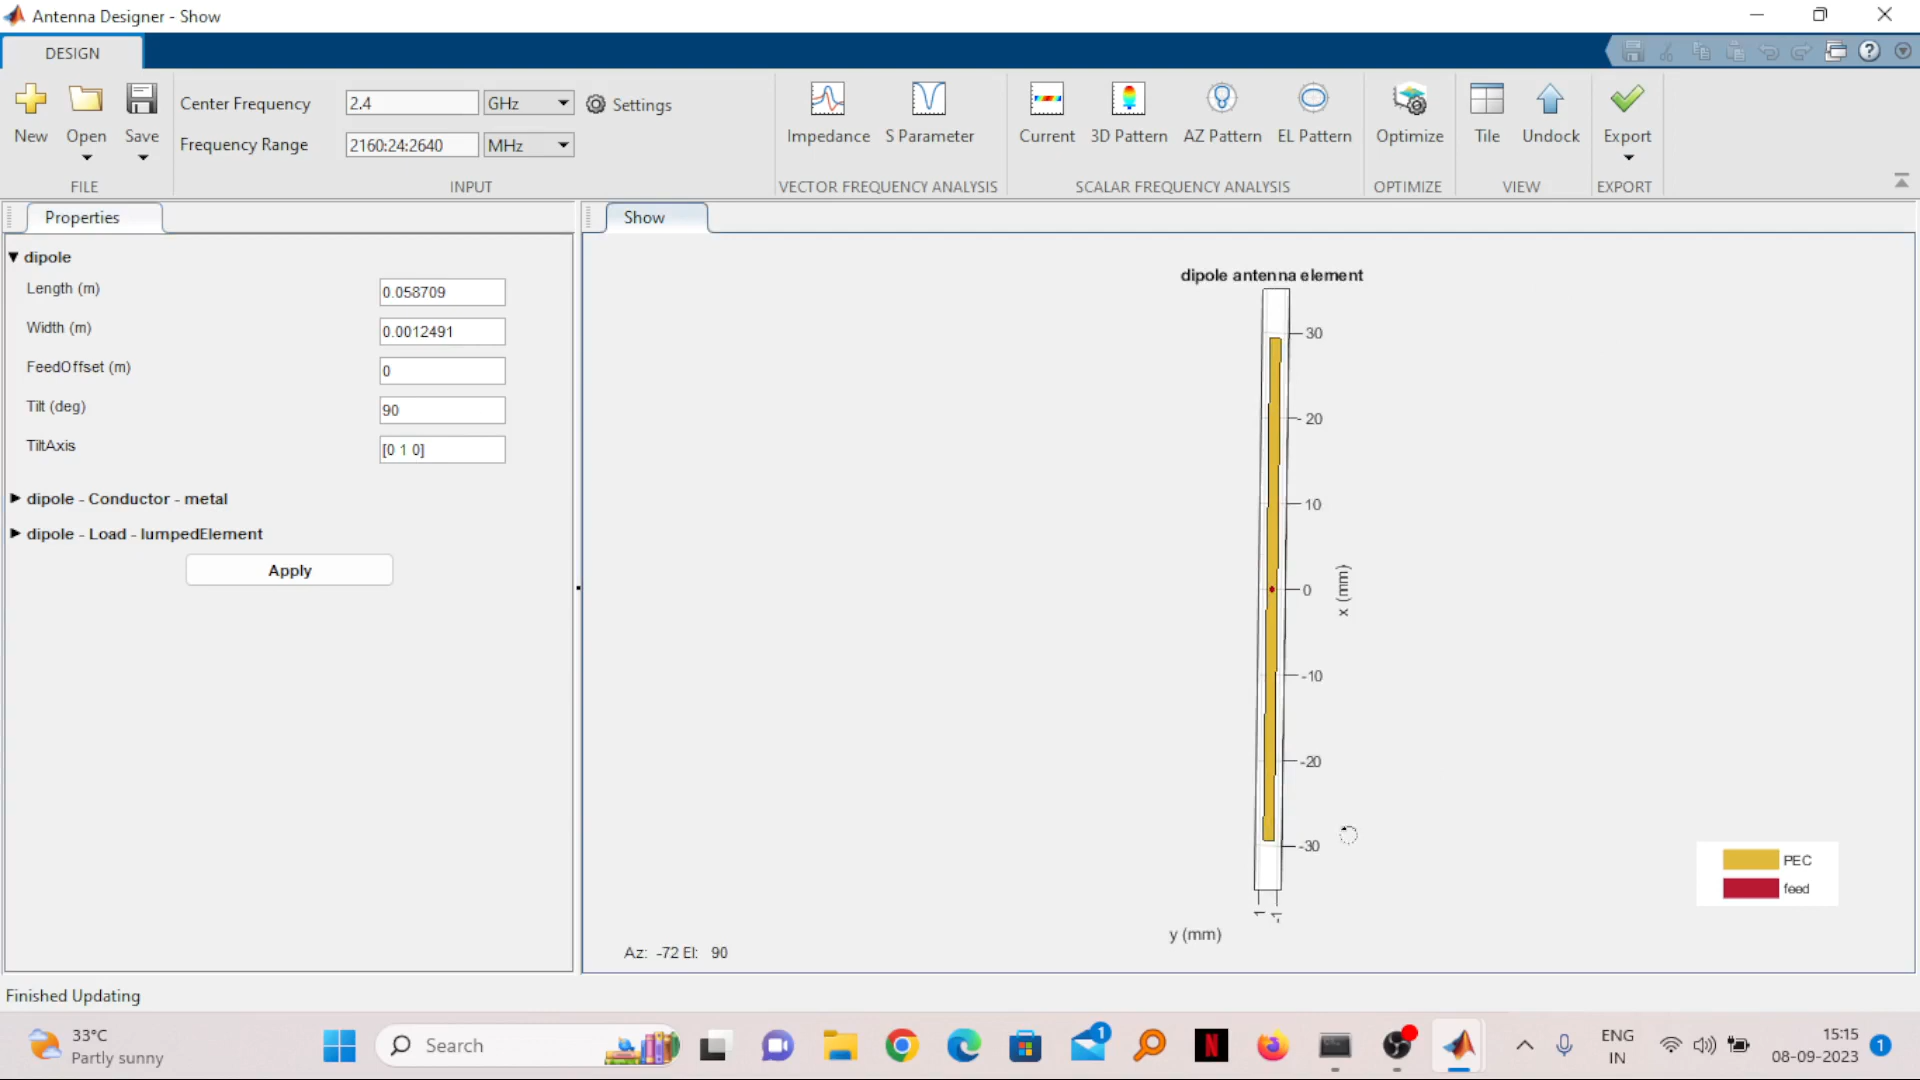 Antenna Designer - Show
DESIGN
New
Open
Save
FILE
Center Frequency
2.4
GHz
Settings
Frequency Range
2160:24:2640
MHz
INPUT
Impedance
S Parameter
VECTOR FREQUENCY ANALYSIS
Current
3D Pattern
AZ Pattern
EL Pattern
SCALAR FREQUENCY ANALYSIS
Optimize
OPTIMIZE
Tile
Undock
VIEW
Export
EXPORT
Properties
dipole
Length (m)
0.058709
Width (m)
0.0012491
FeedOffset (m)
0
Tilt (deg)
90
TiltAxis
[0 1 0]
dipole - Conductor - metal
dipole - Load - lumpedElement
Apply
Show
dipole antenna element
30
20
10
0
-10
-20
-30
x (mm)
1
-1
y (mm)
PEC
feed
Az: -72 El: 90
Finished Updating
33°C
Partly sunny
Search
1
N
ENG
IN
15:15
08-09-2023
1